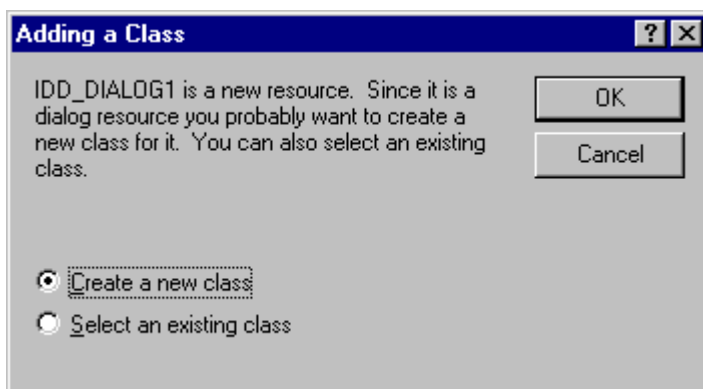 Adding a Class
IDD_DIALOG1 is a new resource.  Since it is a
dialog resource you probably want to create a
new class for it.  You can also select an existing
class.
OK
Cancel
Create a new class
Select an existing class